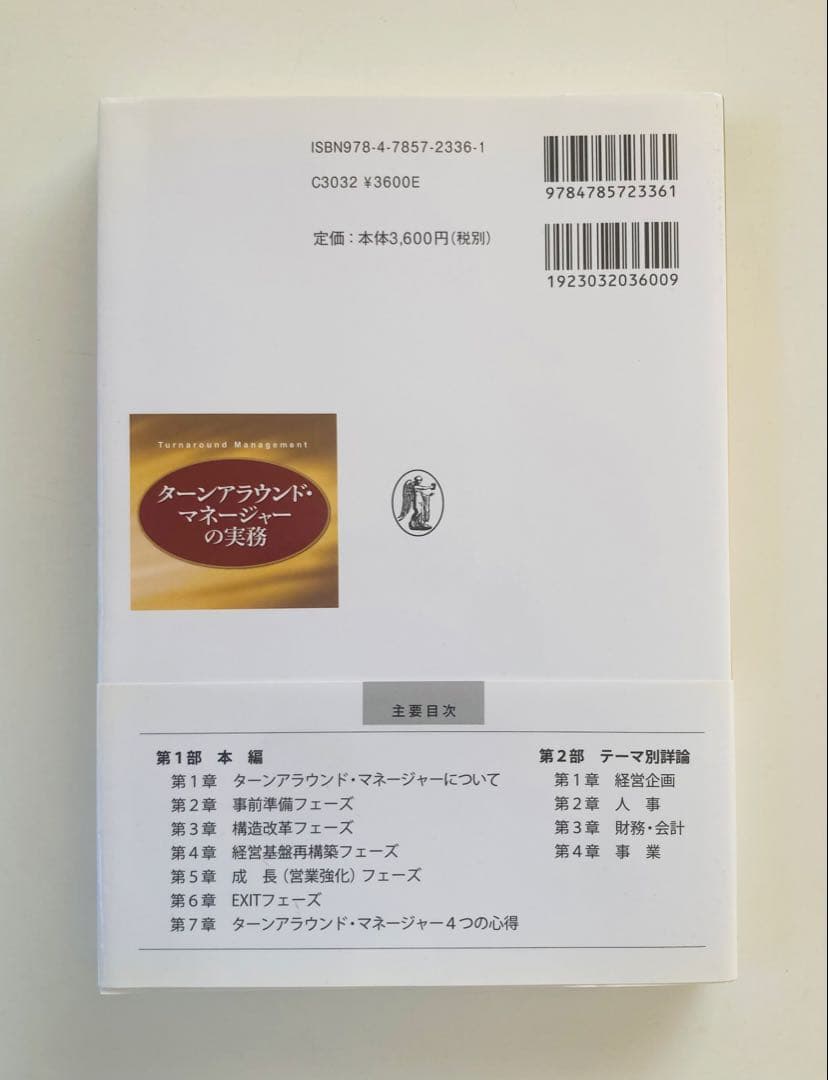 ISBN978-4-7857-2336-1
C3032 ¥3600E
定価：本体3,600円（税別）
9784785723361
1923032036009
Turnaround Management
ターンアラウンド・
マネージャー
の実務
主要目次
第1部 本 編
第1章 ターンアラウンド・マネージャーについて
第2章 事前準備フェーズ
第3章 構造改革フェーズ
第4章 経営基盤再構築フェーズ
第5章 成 長（営業強化）フェーズ
第6章 EXITフェーズ
第7章 ターンアラウンド・マネージャー4つの心得
第2部 テーマ別詳論
第1章 経営企画
第2章 人 事
第3章 財務・会計
第4章 事 業